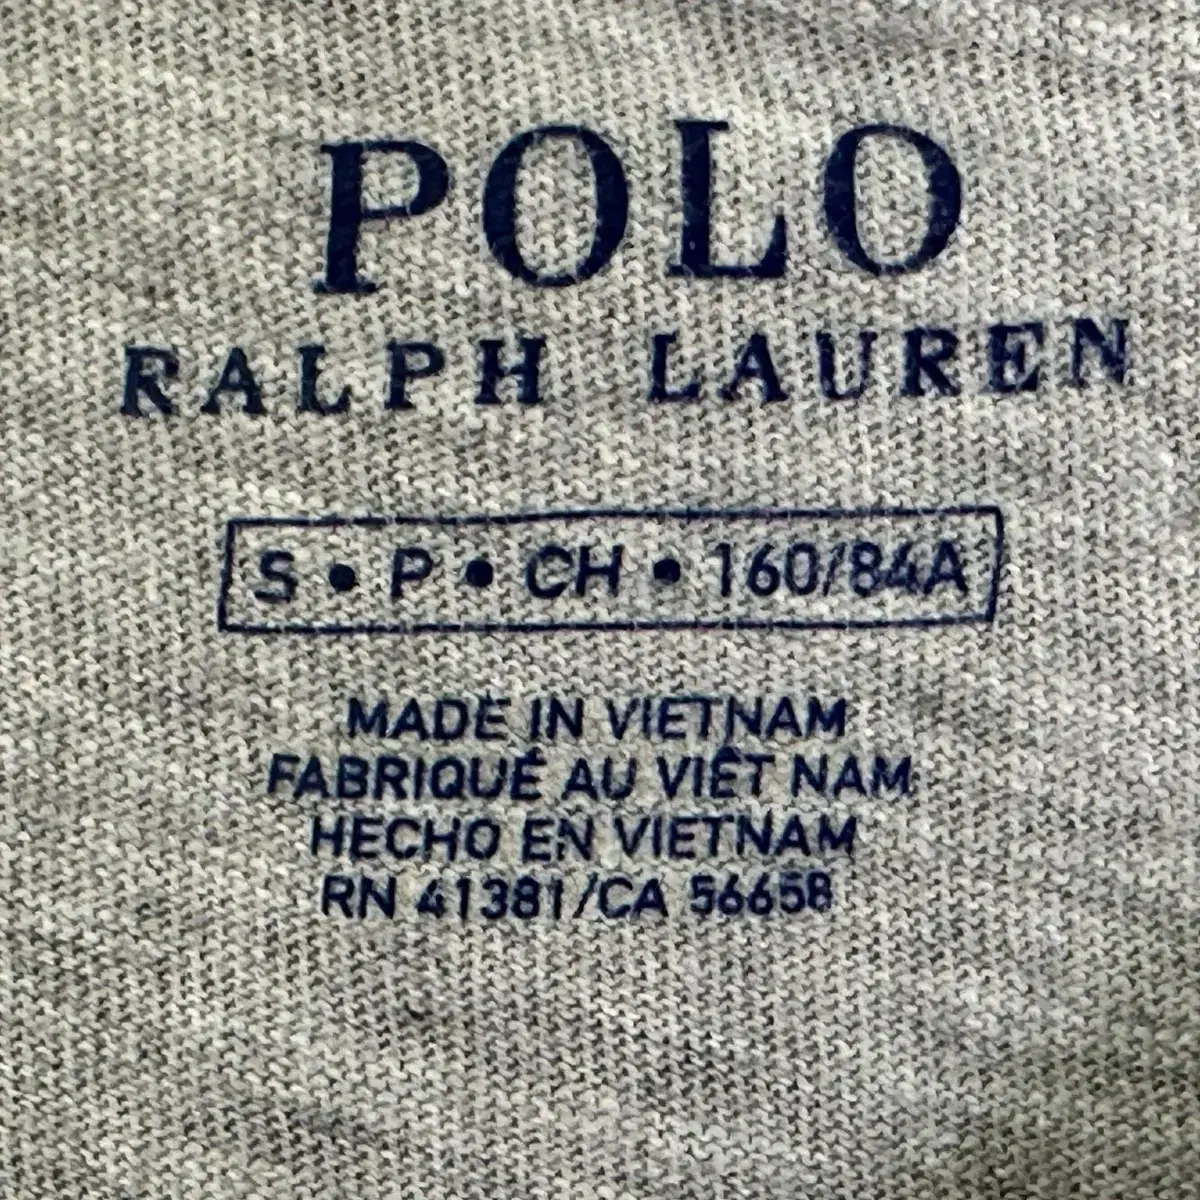 POLO
RALPH LAUREN
S • P • CH • 160/84A
MADE IN VIETNAM
FABRIQUÉ AU VIÊT NAM
HECHO EN VIETNAM
RN 41381/CA 56658